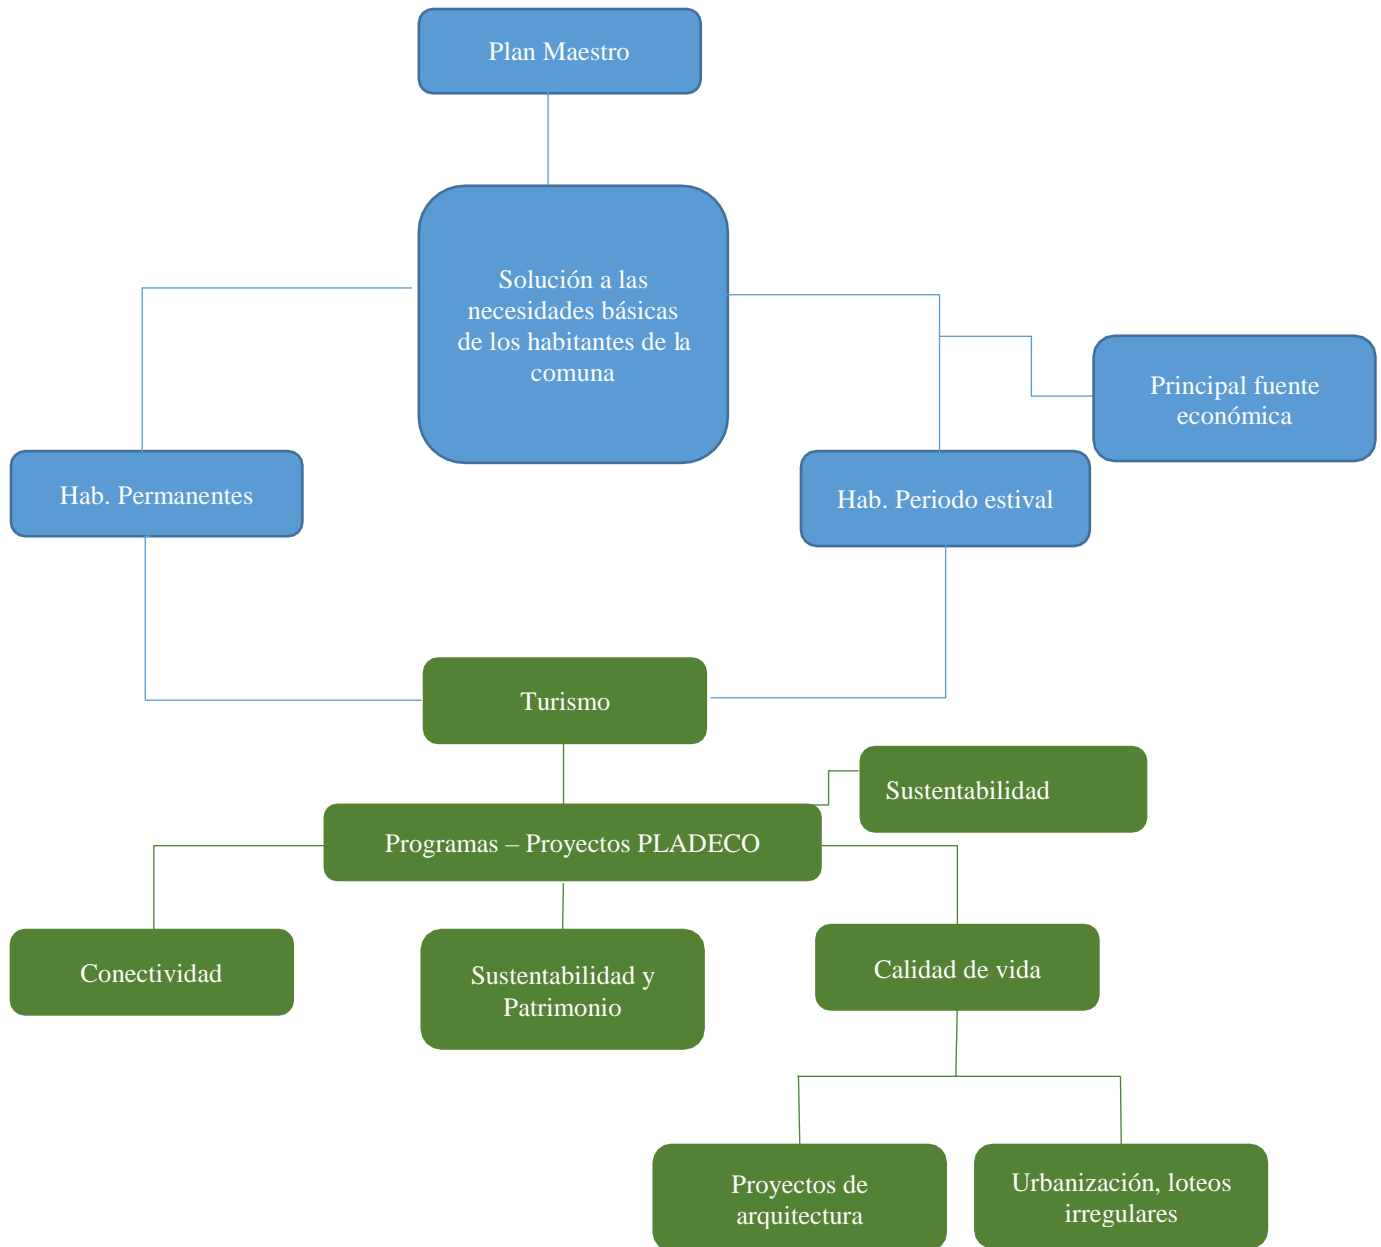 Plan Maestro
Solución a las
necesidades básicas
de los habitantes de la
comuna
Principal fuente
económica
Hab. Permanentes
Hab. Periodo estival
Turismo
Sustentabilidad
Programas – Proyectos PLADECO
Conectividad
Sustentabilidad y
Patrimonio
Calidad de vida
Proyectos de
arquitectura
Urbanización, loteos
irregulares